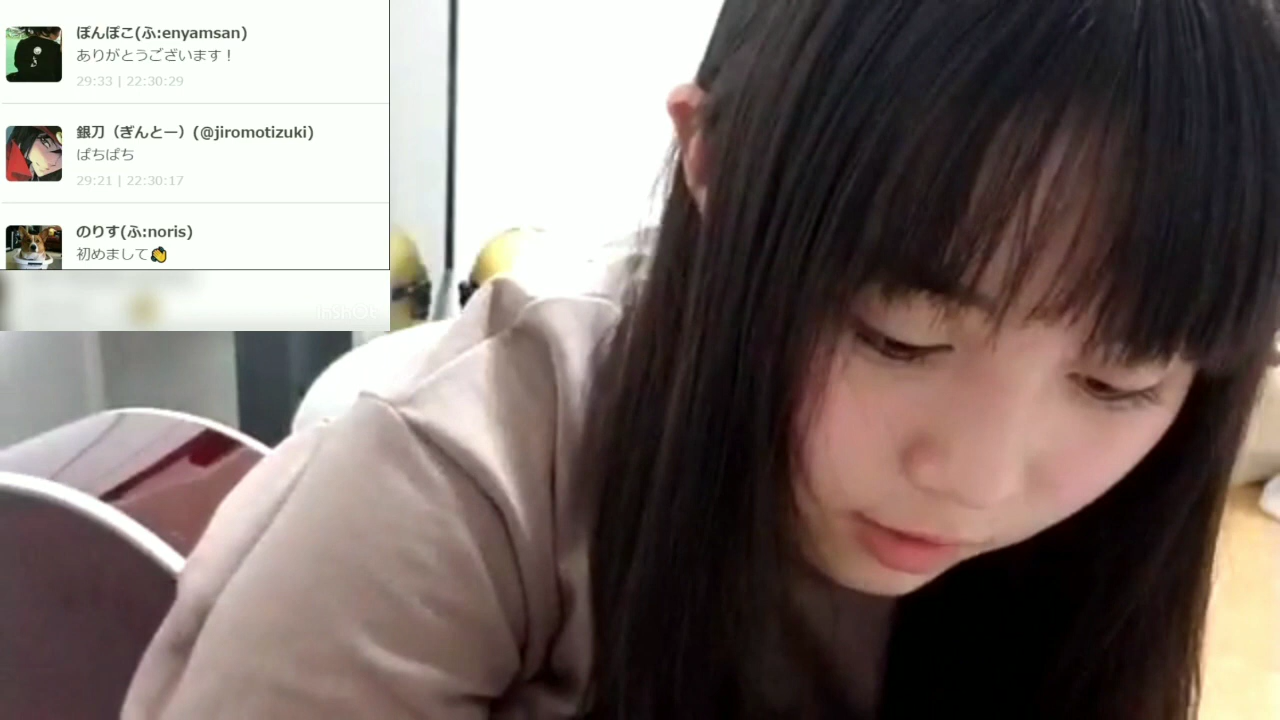 ぽんぽこ(ふ:enyamsan)
ありがとうございます！
29:33 | 22:30:29
銀刀（ぎんとー）(@jiromotizuki)
ぱちぱち
29:21 | 22:30:17
のりす(ふ:noris)
初めまして👏
InShOt